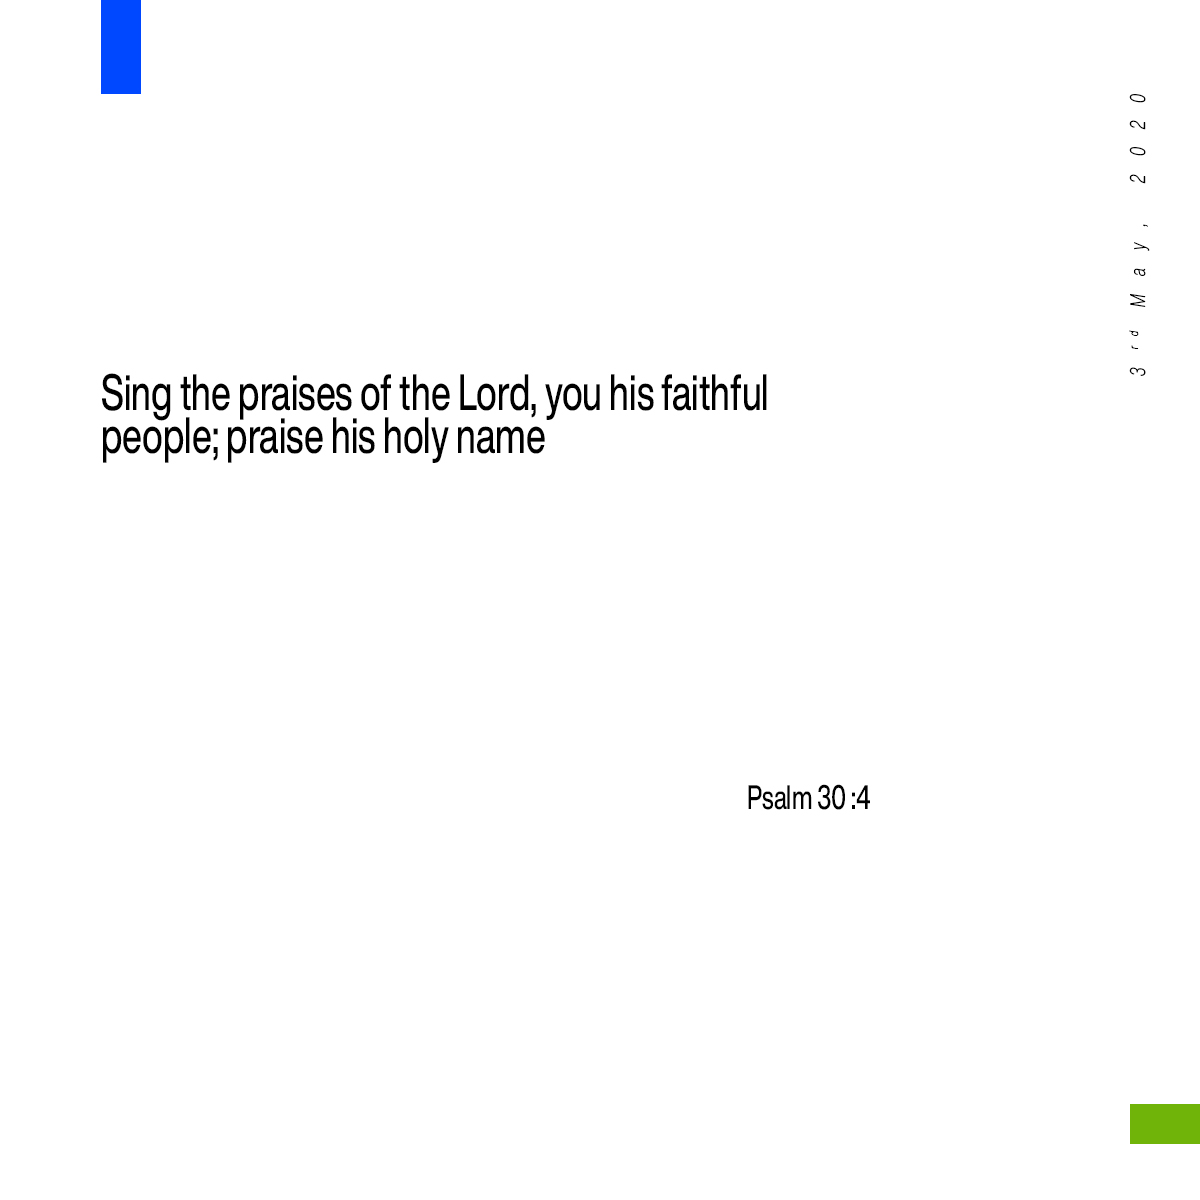 3rd May, 2020
Sing the praises of the Lord, you his faithful
people; praise his holy name
Psalm 30 :4